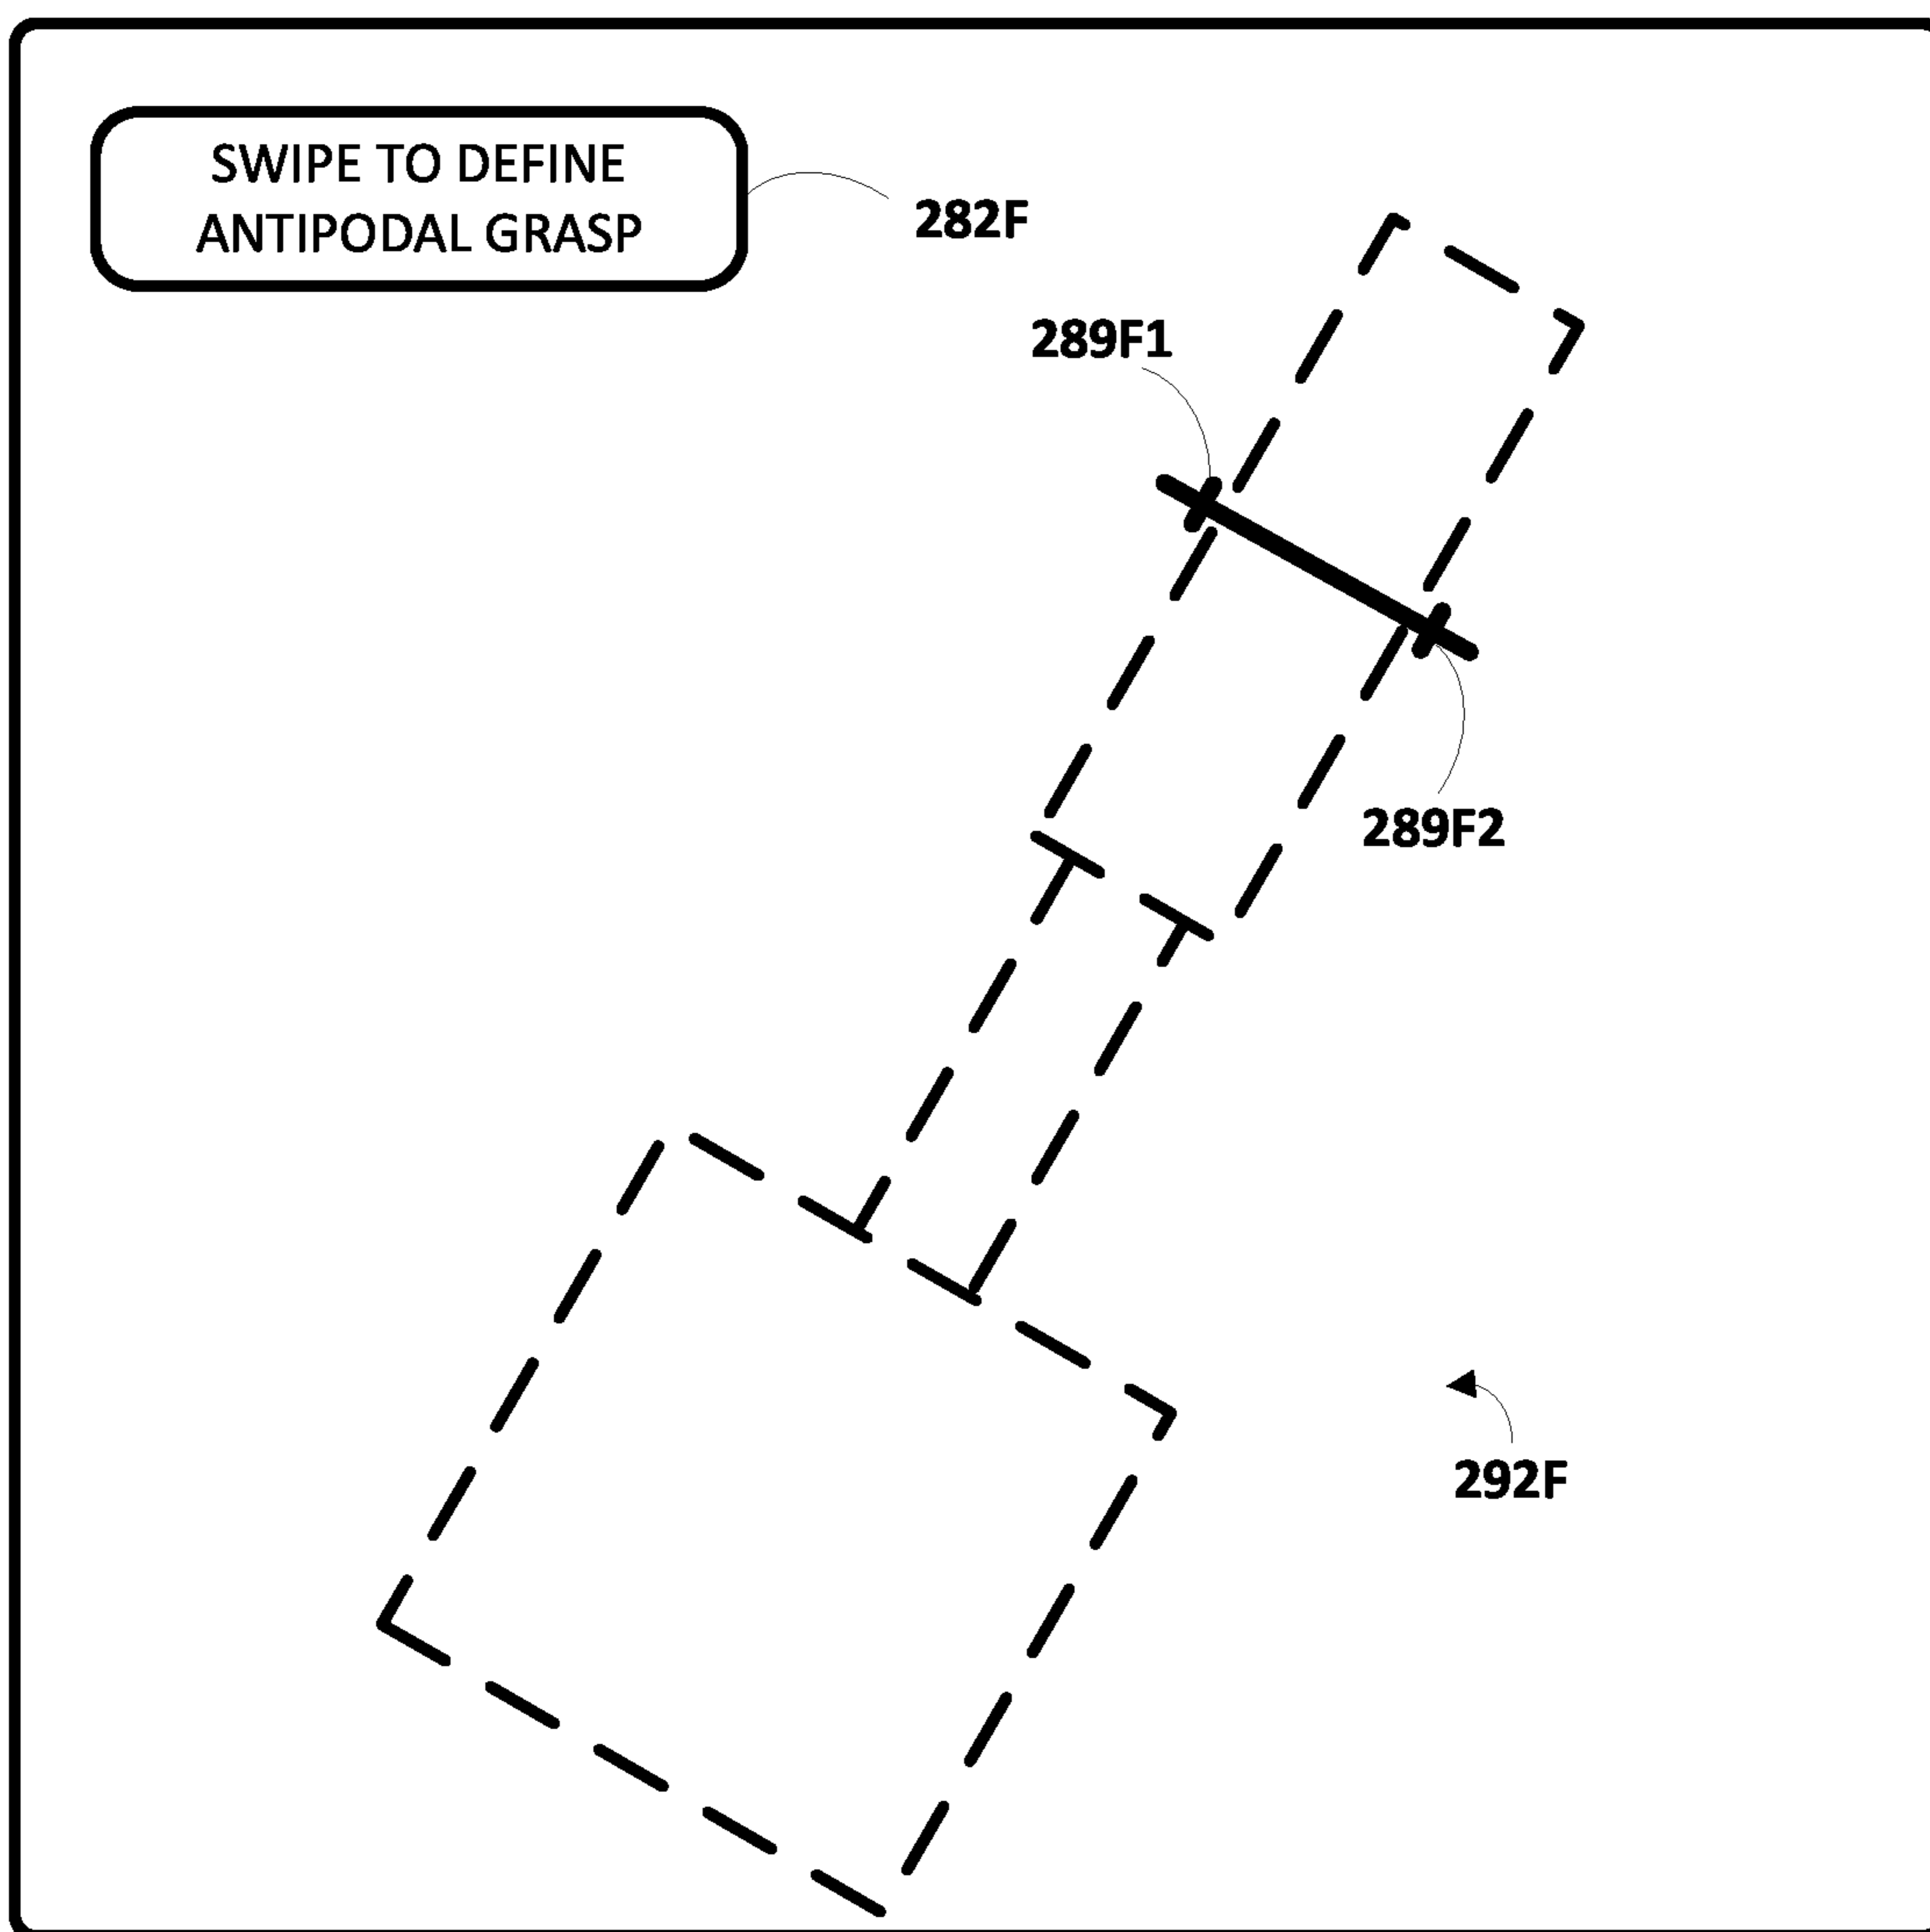 SWIPE TO DEFINE
ANTIPODAL GRASP
282F
289F1
289F2
292F